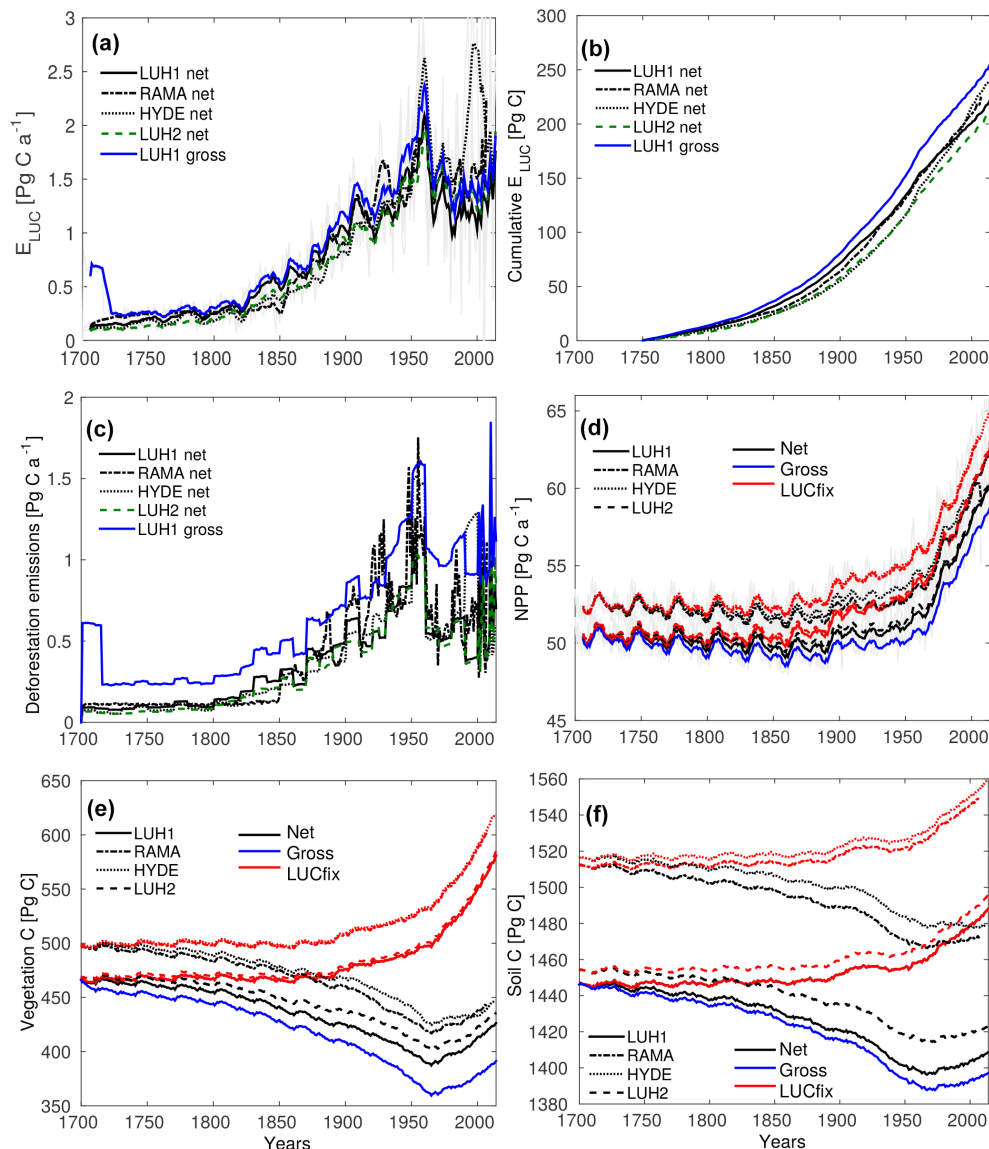 (a)
LUH1 net
RAMA net
HYDE net
LUH2 net
LUH1 gross
E_LUC [Pg C a⁻¹]
3
2.5
2
1.5
1
0.5
0
1700 1750 1800 1850 1900 1950 2000
(b)
LUH1 net
RAMA net
HYDE net
LUH2 net
LUH1 gross
Cumulative E_LUC [Pg C]
300
250
200
150
100
50
0
1700 1750 1800 1850 1900 1950 2000
(c)
LUH1 net
RAMA net
HYDE net
LUH2 net
LUH1 gross
Deforestation emissions [Pg C a⁻¹]
2
1.5
1
0.5
0
1700 1750 1800 1850 1900 1950 2000
(d)
LUH1
RAMA
HYDE
LUH2
Net
Gross
LUCfix
NPP [Pg C a⁻¹]
65
60
55
50
45
1700 1750 1800 1850 1900 1950 2000
(e)
LUH1
RAMA
HYDE
LUH2
Net
Gross
LUCfix
Vegetation C [Pg C]
650
600
550
500
450
400
350
1700 1750 1800 1850 1900 1950 2000
Years
(f)
LUH1
RAMA
HYDE
LUH2
Net
Gross
LUCfix
Soil C [Pg C]
1560
1540
1520
1500
1480
1460
1440
1420
1400
1380
1700 1750 1800 1850 1900 1950 2000
Years